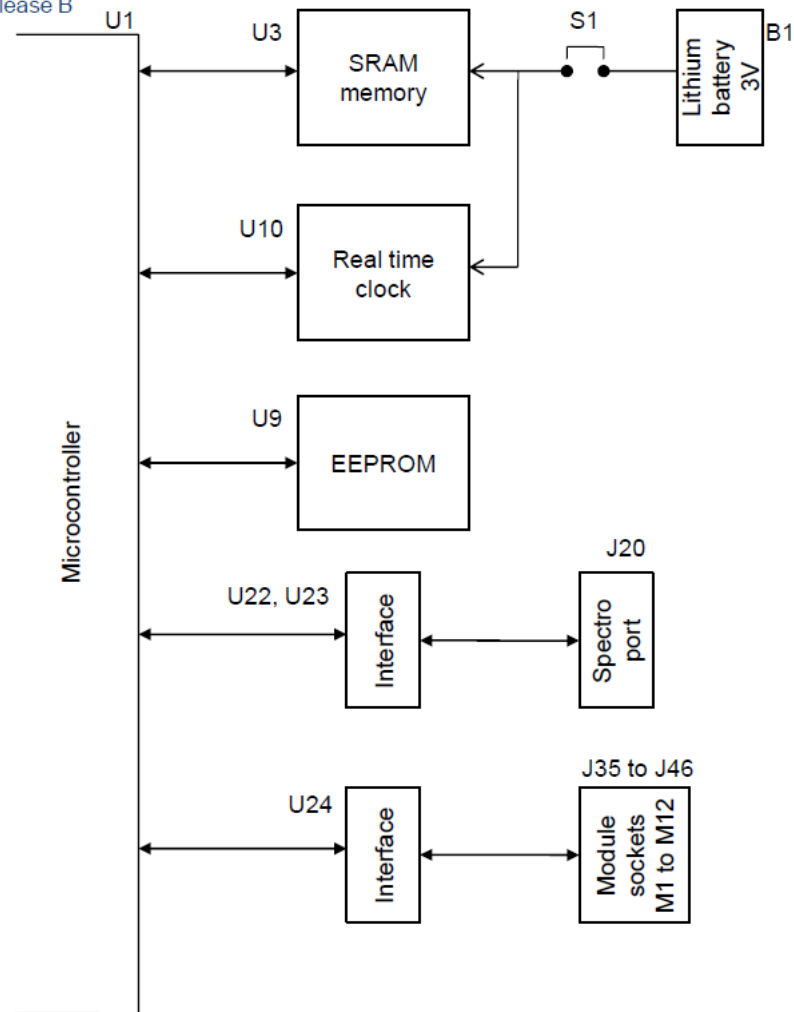 lease B
U1
U3
SRAM
memory
S1
Lithium
battery
3V
B1
U10
Real time
clock
U9
EEPROM
Microcontroller
J20
U22, U23
Interface
Spectro
port
J35 to J46
U24
Interface
Module
sockets
M1 to M12